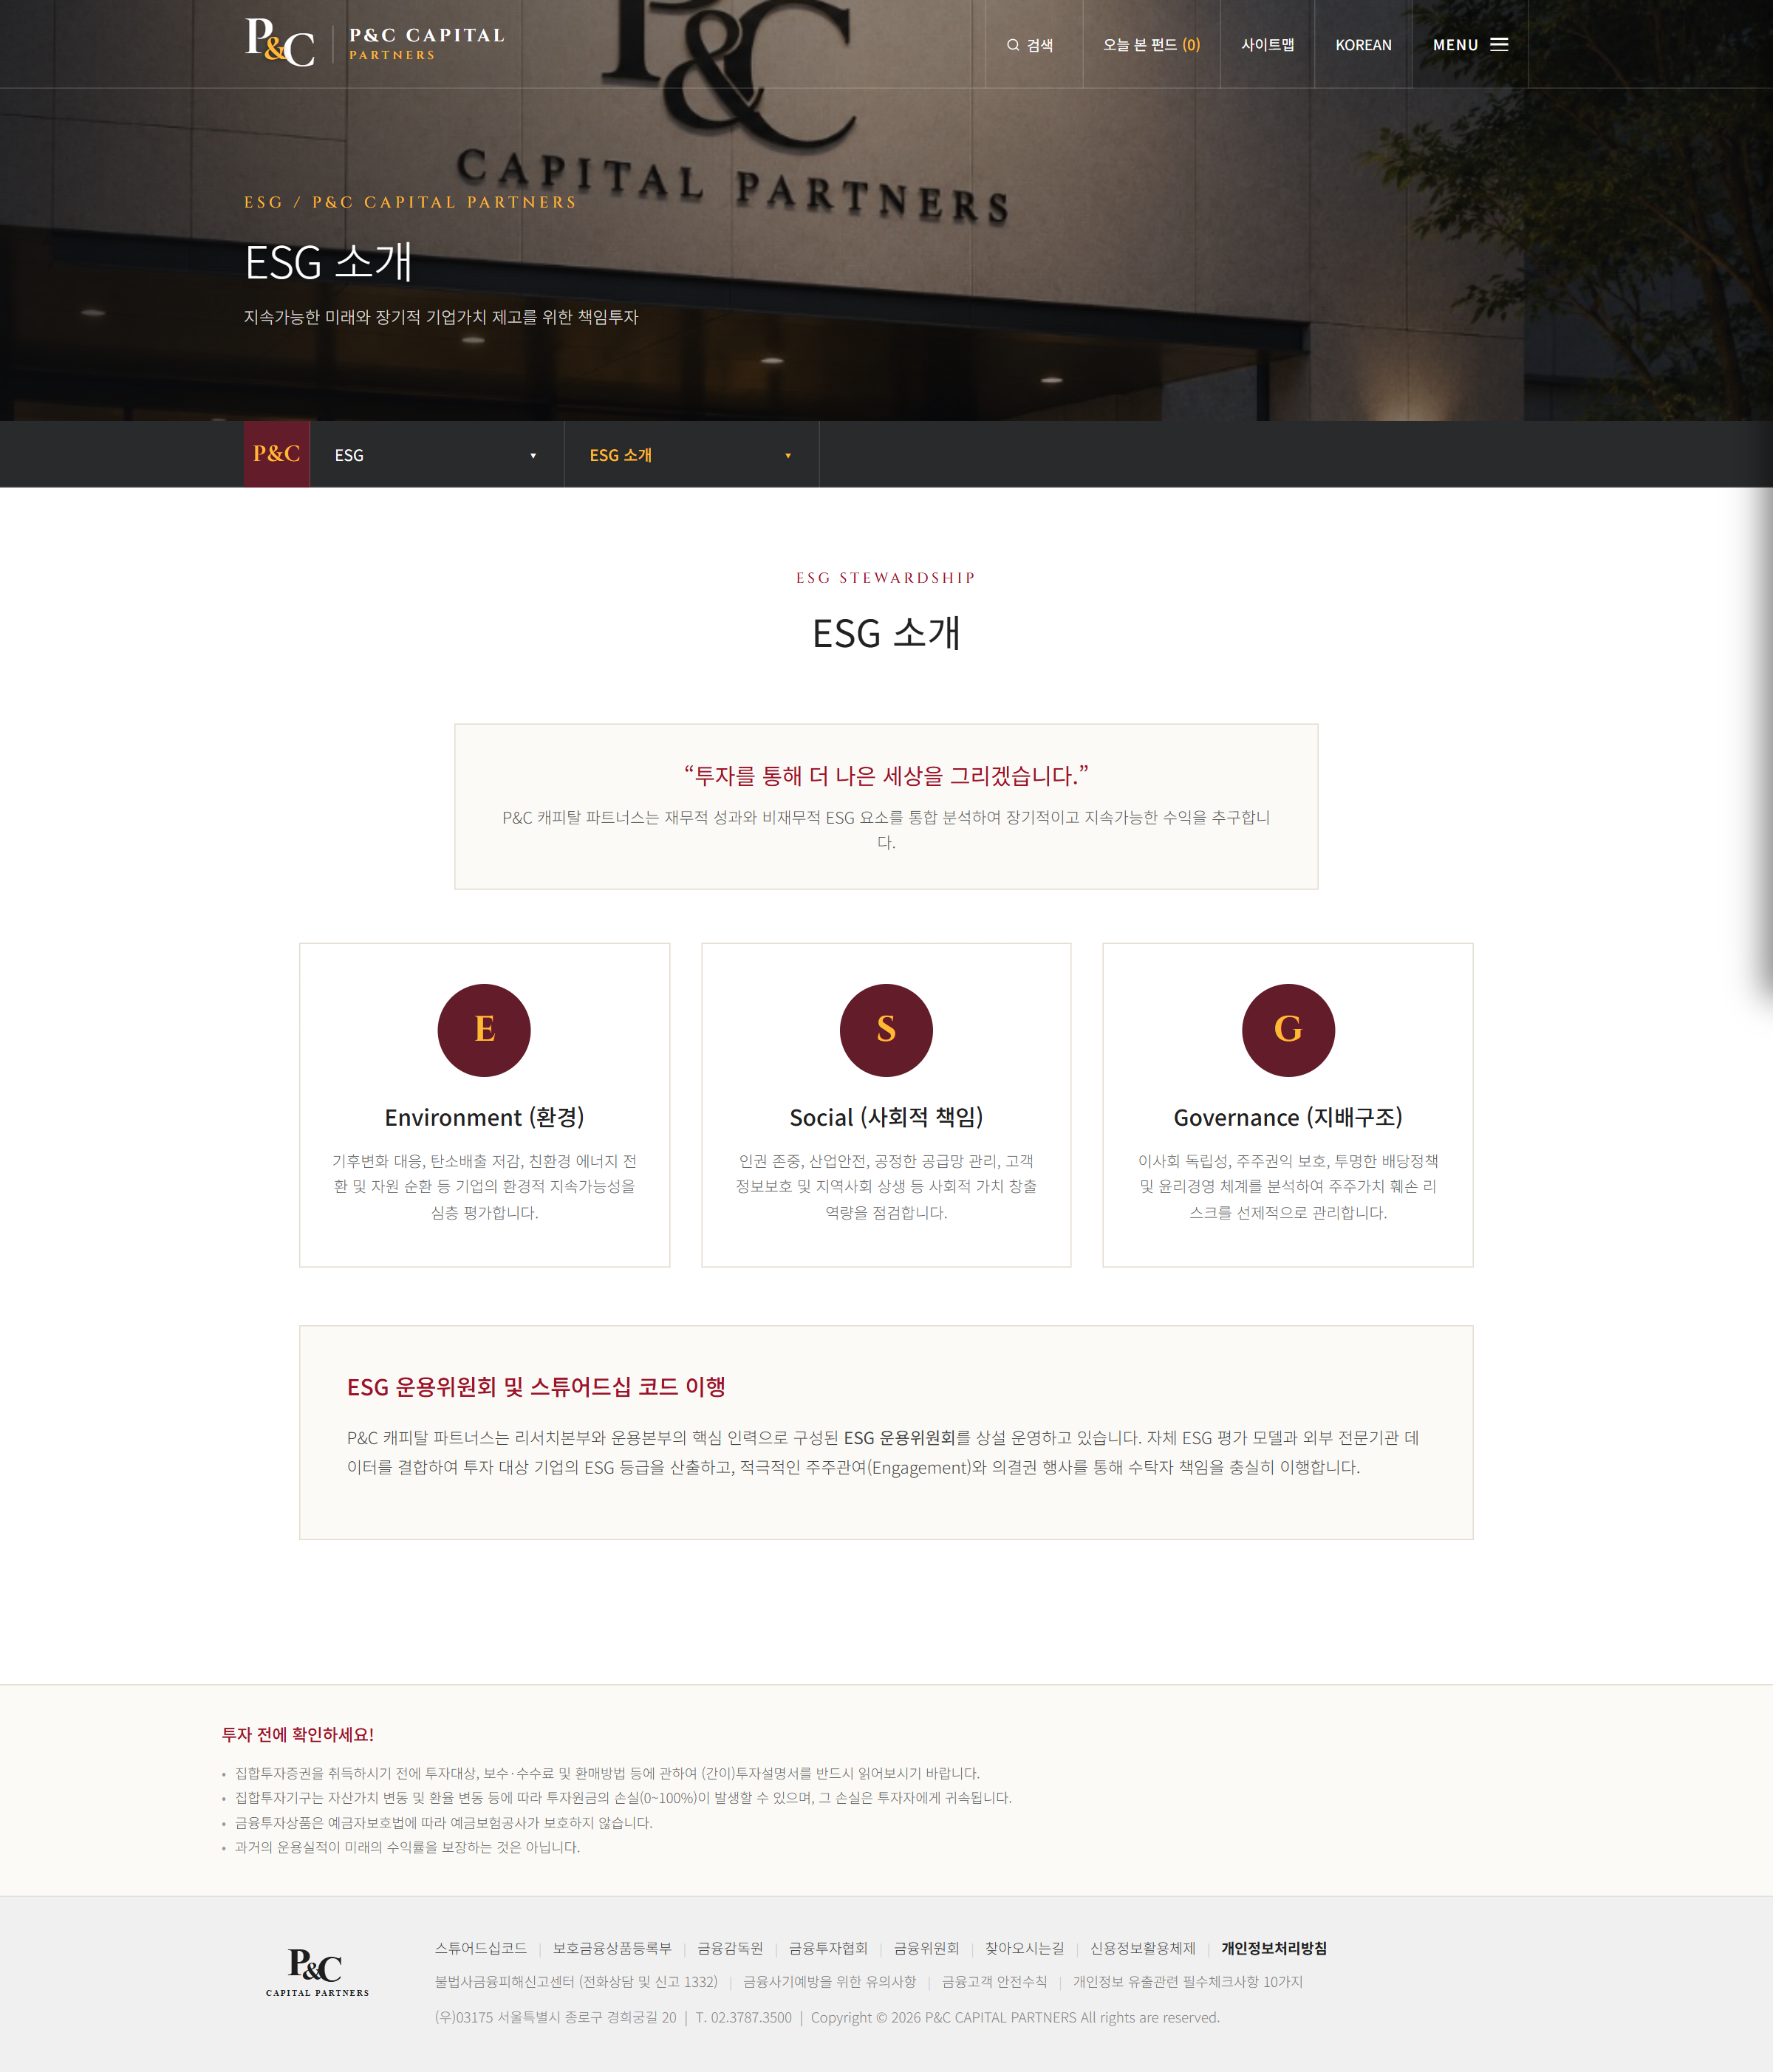 P&C
P&C CAPITAL
PARTNERS
검색
오늘 본 펀드 (0)
사이트맵
KOREAN
MENU
P&C
CAPITAL PARTNERS
ESG / P&C CAPITAL PARTNERS
ESG 소개
지속가능한 미래와 장기적 기업가치 제고를 위한 책임투자
P&C
ESG
ESG 소개
ESG STEWARDSHIP
ESG 소개
“투자를 통해 더 나은 세상을 그리겠습니다.”
P&C 캐피탈 파트너스는 재무적 성과와 비재무적 ESG 요소를 통합 분석하여 장기적이고 지속가능한 수익을 추구합니
다.
E
Environment (환경)
기후변화 대응, 탄소배출 저감, 친환경 에너지 전
환 및 자원 순환 등 기업의 환경적 지속가능성을
심층 평가합니다.
S
Social (사회적 책임)
인권 존중, 산업안전, 공정한 공급망 관리, 고객
정보보호 및 지역사회 상생 등 사회적 가치 창출
역량을 점검합니다.
G
Governance (지배구조)
이사회 독립성, 주주권익 보호, 투명한 배당정책
및 윤리경영 체계를 분석하여 주주가치 훼손 리
스크를 선제적으로 관리합니다.
ESG 운용위원회 및 스튜어드십 코드 이행
P&C 캐피탈 파트너스는 리서치본부와 운용본부의 핵심 인력으로 구성된 ESG 운용위원회를 상설 운영하고 있습니다. 자체 ESG 평가 모델과 외부 전문기관 데
이터를 결합하여 투자 대상 기업의 ESG 등급을 산출하고, 적극적인 주주관여(Engagement)와 의결권 행사를 통해 수탁자 책임을 충실히 이행합니다.
투자 전에 확인하세요!
• 집합투자증권을 취득하시기 전에 투자대상, 보수·수수료 및 환매방법 등에 관하여 (간이)투자설명서를 반드시 읽어보시기 바랍니다.
• 집합투자기구는 자산가치 변동 및 환율 변동 등에 따라 투자원금의 손실(0~100%)이 발생할 수 있으며, 그 손실은 투자자에게 귀속됩니다.
• 금융투자상품은 예금자보호법에 따라 예금보험공사가 보호하지 않습니다.
• 과거의 운용실적이 미래의 수익률을 보장하는 것은 아닙니다.
P&C
CAPITAL PARTNERS
스튜어드십코드 | 보호금융상품등록부 | 금융감독원 | 금융투자협회 | 금융위원회 | 찾아오시는길 | 신용정보활용체제 | 개인정보처리방침
불법사금융피해신고센터 (전화상담 및 신고 1332) | 금융사기예방을 위한 유의사항 | 금융고객 안전수칙 | 개인정보 유출관련 필수체크사항 10가지
(우)03175 서울특별시 종로구 경희궁길 20 | T. 02.3787.3500 | Copyright © 2026 P&C CAPITAL PARTNERS All rights are reserved.